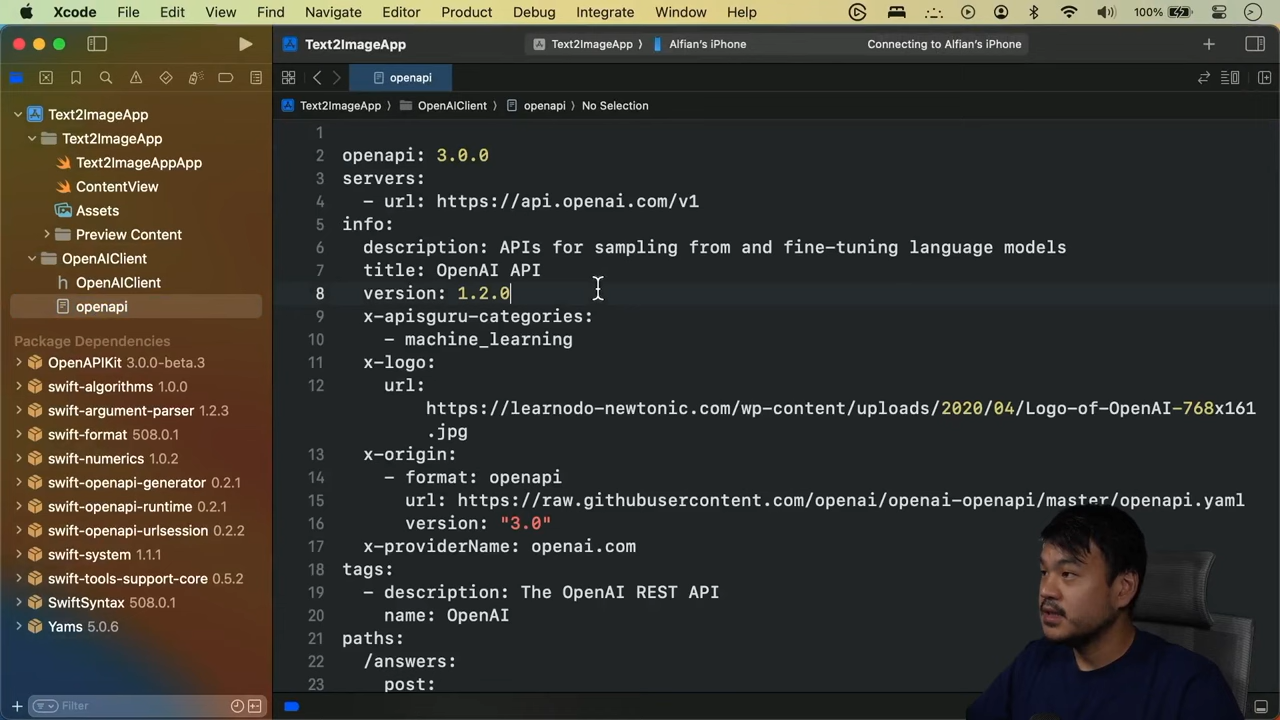 Xcode File Edit View Find Navigate Editor Product Debug Integrate Window Help 100%
Text2ImageApp Text2ImageApp 〉 Alfian's iPhone Connecting to Alfian's iPhone
openapi
Text2ImageApp 〉 OpenAIClient 〉 openapi 〉 No Selection
Text2ImageApp
Text2ImageApp
Text2ImageAppApp
ContentView
Assets
Preview Content
OpenAIClient
h OpenAIClient
openapi
Package Dependencies
OpenAPIKit 3.0.0-beta.3
swift-algorithms 1.0.0
swift-argument-parser 1.2.3
swift-format 508.0.1
swift-numerics 1.0.2
swift-openapi-generator 0.2.1
swift-openapi-runtime 0.2.1
swift-openapi-urlsession 0.2.2
swift-system 1.1.1
swift-tools-support-core 0.5.2
SwiftSyntax 508.0.1
Yams 5.0.6
Filter
1
2 openapi: 3.0.0
3 servers:
4 - url: https://api.openai.com/v1
5 info:
6 description: APIs for sampling from and fine-tuning language models
7 title: OpenAI API
8 version: 1.2.0
9 x-apisguru-categories:
10 - machine_learning
11 x-logo:
12 url:
https://learnodo-newtonic.com/wp-content/uploads/2020/04/Logo-of-OpenAI-768x161
.jpg
13 x-origin:
14 - format: openapi
15 url: https://raw.githubusercontent.com/openai/openai-openapi/master/openapi.yaml
16 version: "3.0"
17 x-providerName: openai.com
18 tags:
19 - description: The OpenAI REST API
20 name: OpenAI
21 paths:
22 /answers:
23 post: